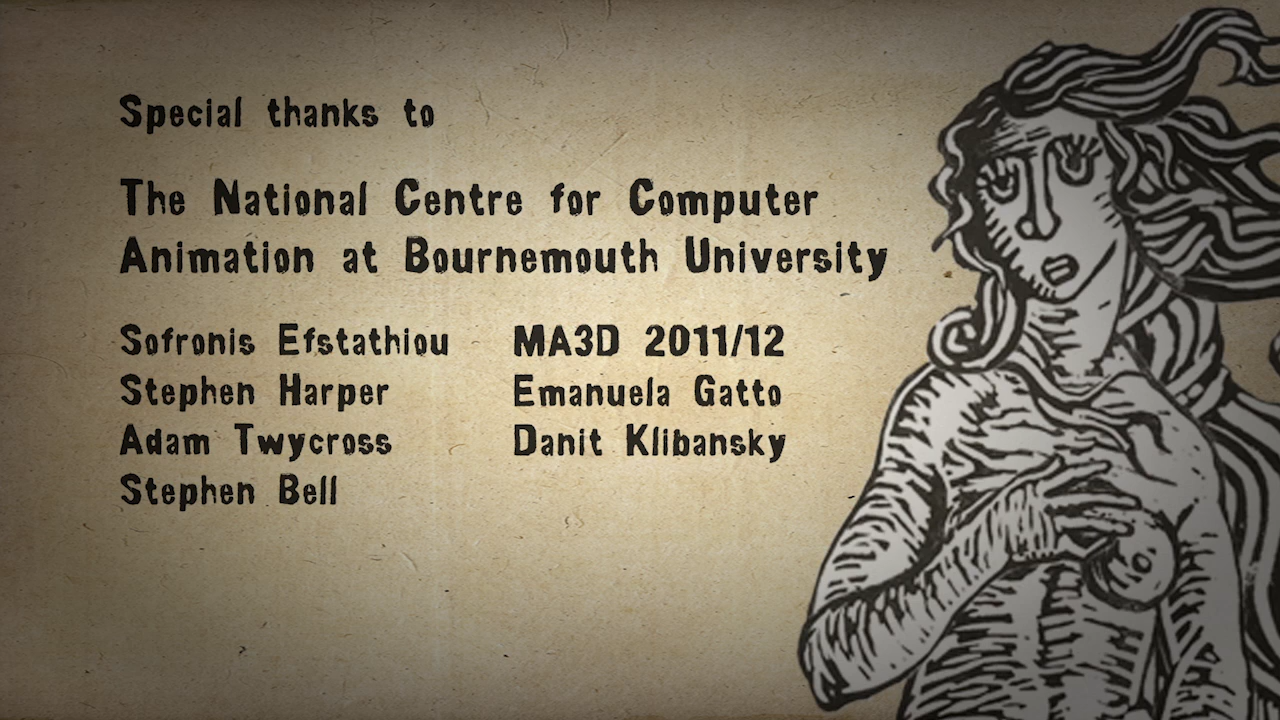 Special thanks to
The National Centre for Computer
Animation at Bournemouth University
Sofronis Efstathiou
Stephen Harper
Adam Twycross
Stephen Bell
MA3D 2011/12
Emanuela Gatto
Danit Klibansky